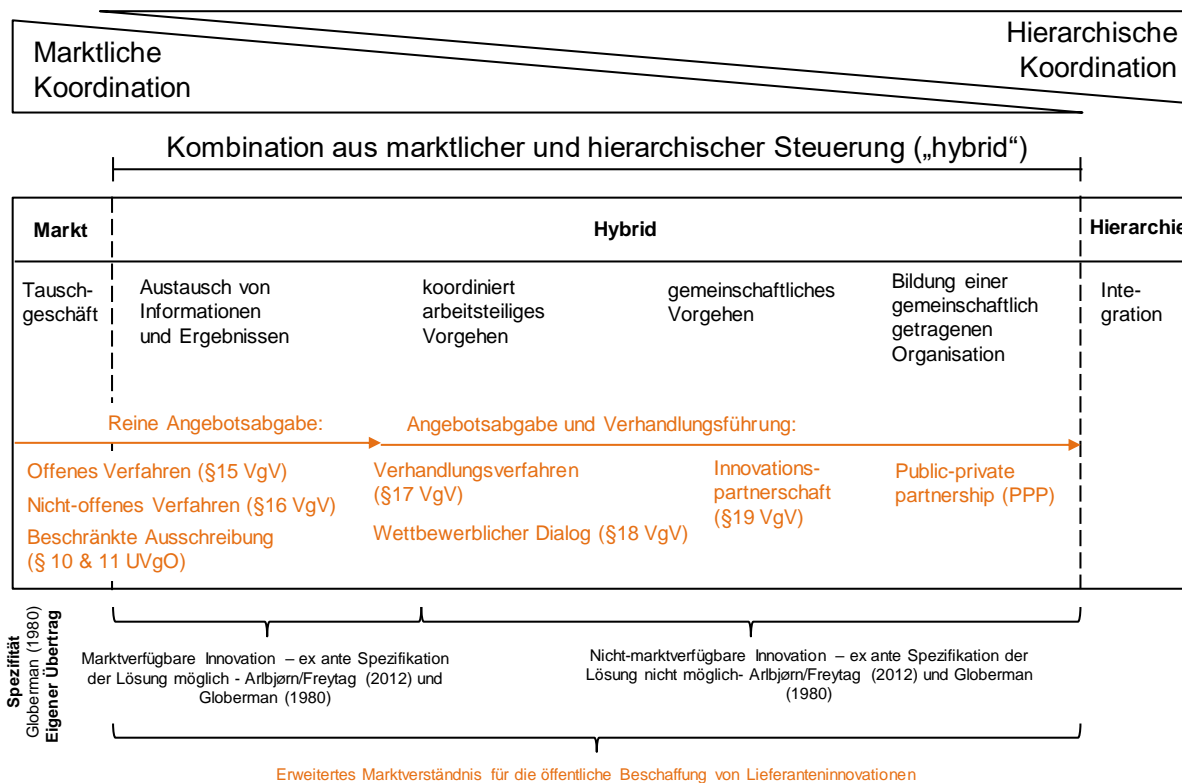 Marktliche
Koordination
Hierarchische
Koordination
Kombination aus marktlicher und hierarchischer Steuerung („hybrid“)
Markt
Hybrid
Hierarchie
Tausch-
geschäft
Austausch von
Informationen
und Ergebnissen
koordiniert
arbeitsteiliges
Vorgehen
gemeinschaftliches
Vorgehen
Bildung einer
gemeinschaftlich
getragenen
Organisation
Inte-
gration
Reine Angebotsabgabe:
Angebotsabgabe und Verhandlungsführung:
Offenes Verfahren (§15 VgV)
Nicht-offenes Verfahren (§16 VgV)
Beschränkte Ausschreibung
(§ 10 & 11 UVgO)
Verhandlungsverfahren
(§17 VgV)
Wettbewerblicher Dialog (§18 VgV)
Innovations-
partnerschaft
(§19 VgV)
Public-private
partnership (PPP)
Spezifität
Globerman (1980)
Eigener Übertrag
Marktverfügbare Innovation – ex ante Spezifikation
der Lösung möglich - Arlbjørn/Freytag (2012) und
Globerman (1980)
Nicht-marktverfügbare Innovation – ex ante Spezifikation der
Lösung nicht möglich- Arlbjørn/Freytag (2012) und Globerman
(1980)
Erweitertes Marktverständnis für die öffentliche Beschaffung von Lieferanteninnovationen